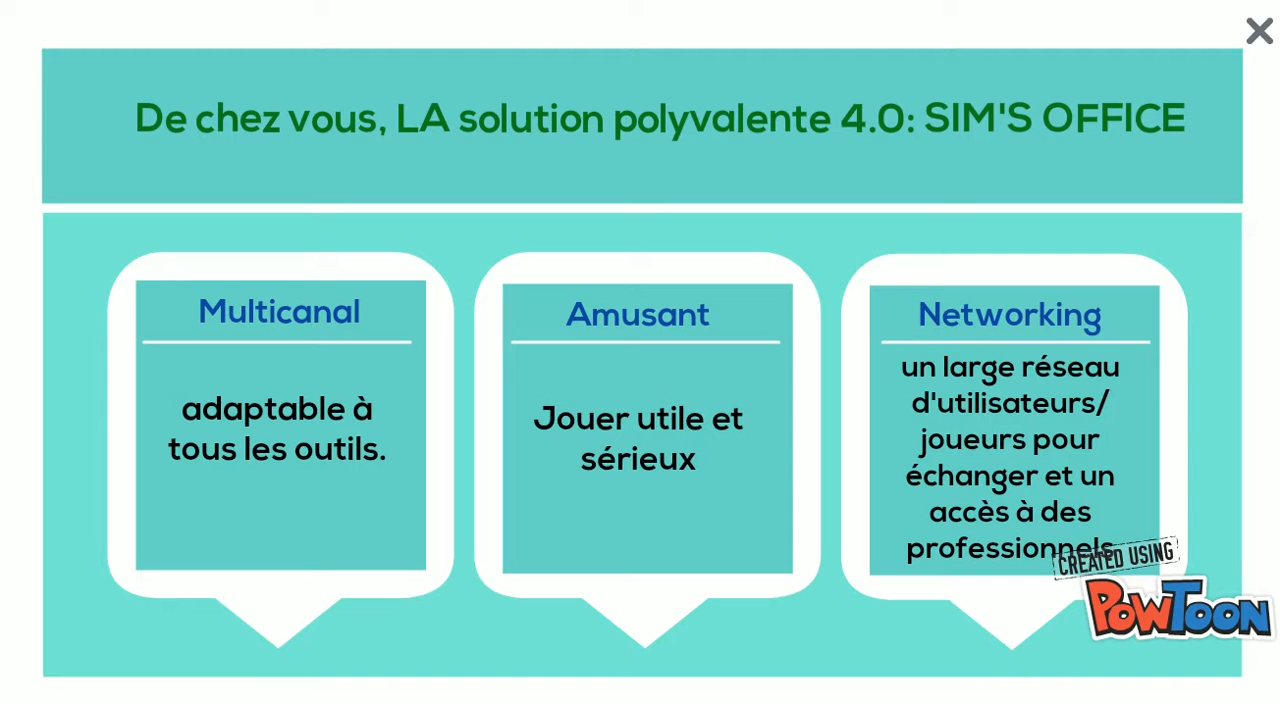 De chez vous, LA solution polyvalente 4.0: SIM'S OFFICE
Multicanal
adaptable à
tous les outils.
Amusant
Jouer utile et
sérieux
Networking
un large réseau
d'utilisateurs/
joueurs pour
échanger et un
accès à des
professionnels
CREATED USING
POWTOON